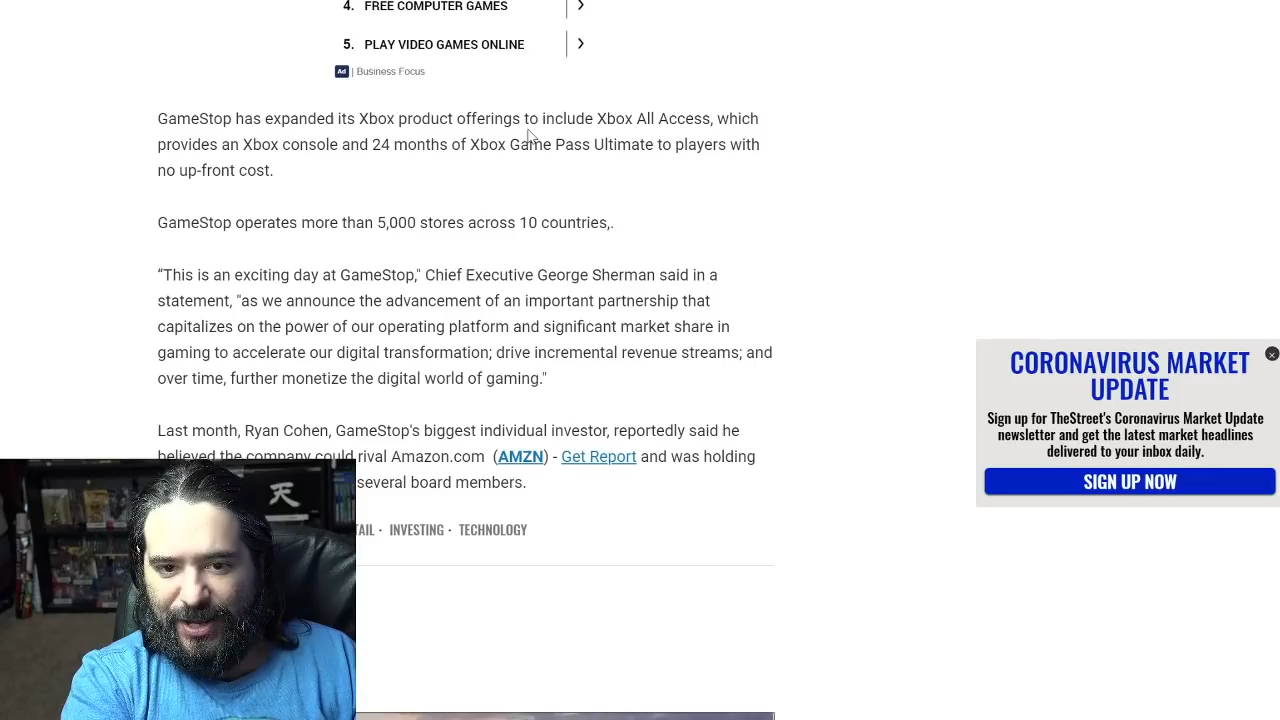 4. FREE COMPUTER GAMES
5. PLAY VIDEO GAMES ONLINE
Ad | Business Focus
GameStop has expanded its Xbox product offerings to include Xbox All Access, which
provides an Xbox console and 24 months of Xbox Game Pass Ultimate to players with
no up-front cost.
GameStop operates more than 5,000 stores across 10 countries,.
“This is an exciting day at GameStop," Chief Executive George Sherman said in a
statement, "as we announce the advancement of an important partnership that
capitalizes on the power of our operating platform and significant market share in
gaming to accelerate our digital transformation; drive incremental revenue streams; and
over time, further monetize the digital world of gaming."
Last month, Ryan Cohen, GameStop's biggest individual investor, reportedly said he
believed the company could rival Amazon.com (AMZN) - Get Report and was holding
several board members.
TAIL · INVESTING · TECHNOLOGY
CORONAVIRUS MARKET
UPDATE
Sign up for TheStreet's Coronavirus Market Update
newsletter and get the latest market headlines
delivered to your inbox daily.
SIGN UP NOW
天